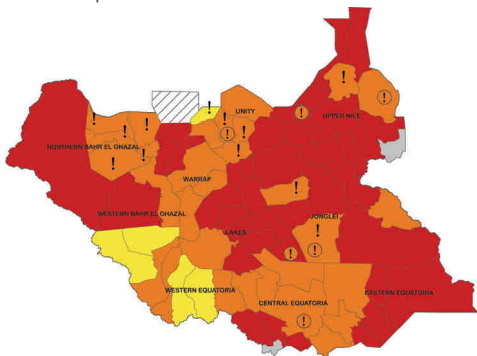 !
!
UNITY
!
!
!
!
!
!
!
!
!
UPPER NILE
NORTHERN BAHR EL GHAZAL
!
!
!
WARRAP
!
WESTERN BAHR EL GHAZAL
JONGLEI
LAKES
!
!
!
WESTERN EQUATORIA
CENTRAL EQUATORIA
EASTERN EQUATORIA
!